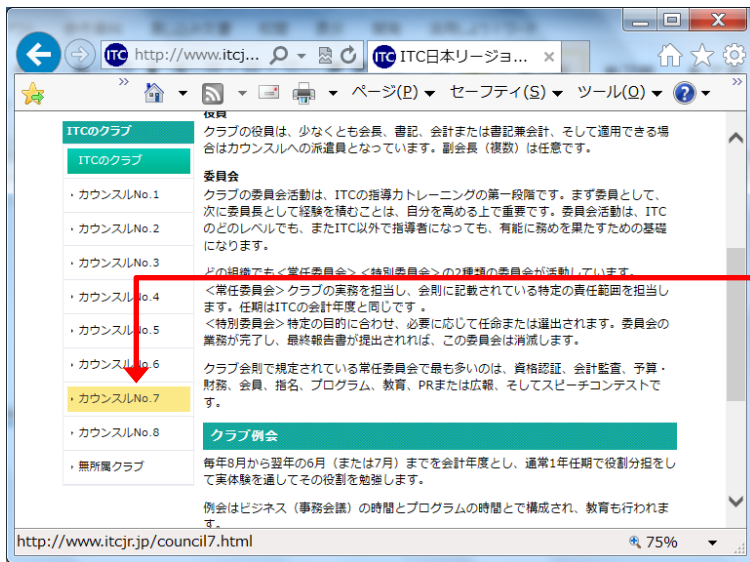 http://www.itcj...
ITC日本リージョ...
ページ(P)
セーフティ(S)
ツール(O)
ITCのクラブ
ITCのクラブ
カウンスルNo.1
カウンスルNo.2
カウンスルNo.3
カウンスルNo.4
カウンスルNo.5
カウンスルNo.6
カウンスルNo.7
カウンスルNo.8
無所属クラブ
役員
クラブの役員は、少なくとも会長、書記、会計または書記兼会計、そして適用できる場
合はカウンスルへの派遣員となっています。副会長（複数）は任意です。
委員会
クラブの委員会活動は、ITCの指導力トレーニングの第一段階です。まず委員として、
次に委員長として経験を積むことは、自分を高める上で重要です。委員会活動は、ITC
のどのレベルでも、またITC以外で指導者になっても、有能に務めを果たすための基礎
になります。
どの組織でも＜常任委員会＞＜特別委員会＞の2種類の委員会が活動しています。
＜常任委員会＞クラブの実務を担当し、会則に記載されている特定の責任範囲を担当し
ます。任期はITCの会計年度と同じです 。
＜特別委員会＞特定の目的に合わせ、必要に応じて任命または選出されます。委員会の
業務が完了し、最終報告書が提出されれば、この委員会は消滅します。
クラブ会則で規定されている常任委員会で最も多いのは、資格認証、会計監査、予算・
財務、会員、指名、プログラム、教育、PRまたは広報、そしてスピーチコンテストで
す。
クラブ例会
毎年8月から翌年の6月（または7月）までを会計年度とし、通常1年任期で役割分担をし
て実体験を通してその役割を勉強します。
例会はビジネス（事務会議）の時間とプログラムの時間とで構成され、教育も行われま
す。
http://www.itcjr.jp/council7.html
75%